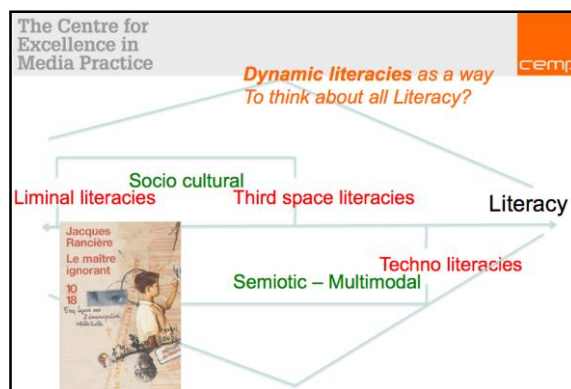 The Centre for
Excellence in
Media Practice
cemp
Dynamic literacies as a way
To think about all Literacy?
Socio cultural
Liminal literacies
Third space literacies
Literacy
Jacques
Rancière
Le maître
ignorant
10
18
Techno literacies
Semiotic – Multimodal